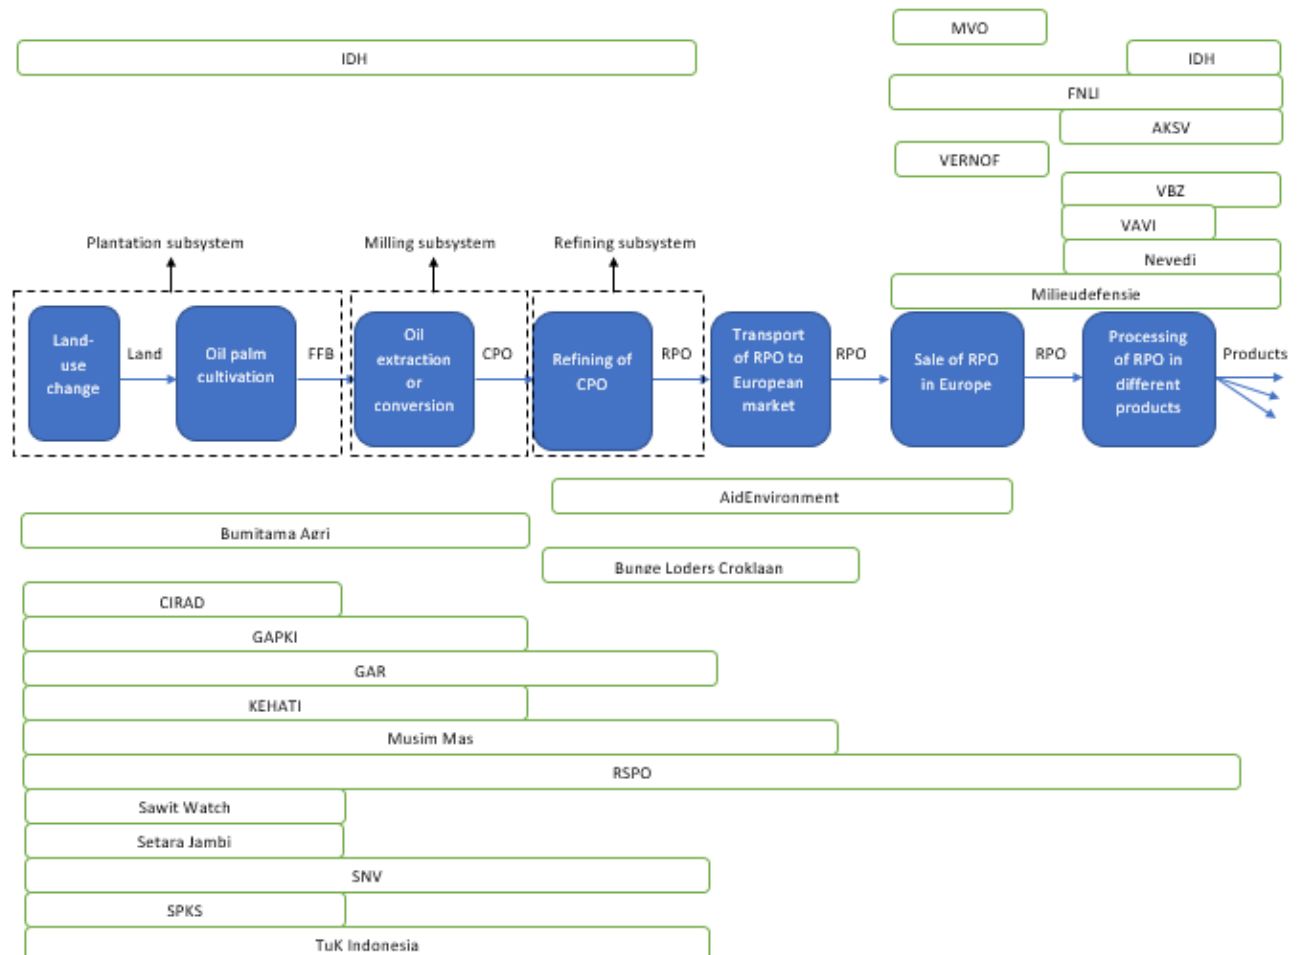 MVO
IDH
IDH
FNLI
AKSV
VERNOF
VBZ
VAVI
Nevedi
Milieudefensie
Plantation subsystem
Milling subsystem
Refining subsystem
Land-
use
change
Land
Oil palm
cultivation
FFB
Oil
extraction
or
conversion
CPO
Refining of
CPO
RPO
Transport
of RPO to
European
market
RPO
Sale of RPO
in Europe
RPO
Processing
of RPO in
different
products
Products
AidEnvironment
Bumitama Agri
Bunge Loders Croklaan
CIRAD
GAPKI
GAR
KEHATI
Musim Mas
RSPO
Sawit Watch
Setara Jambi
SNV
SPKS
TuK Indonesia